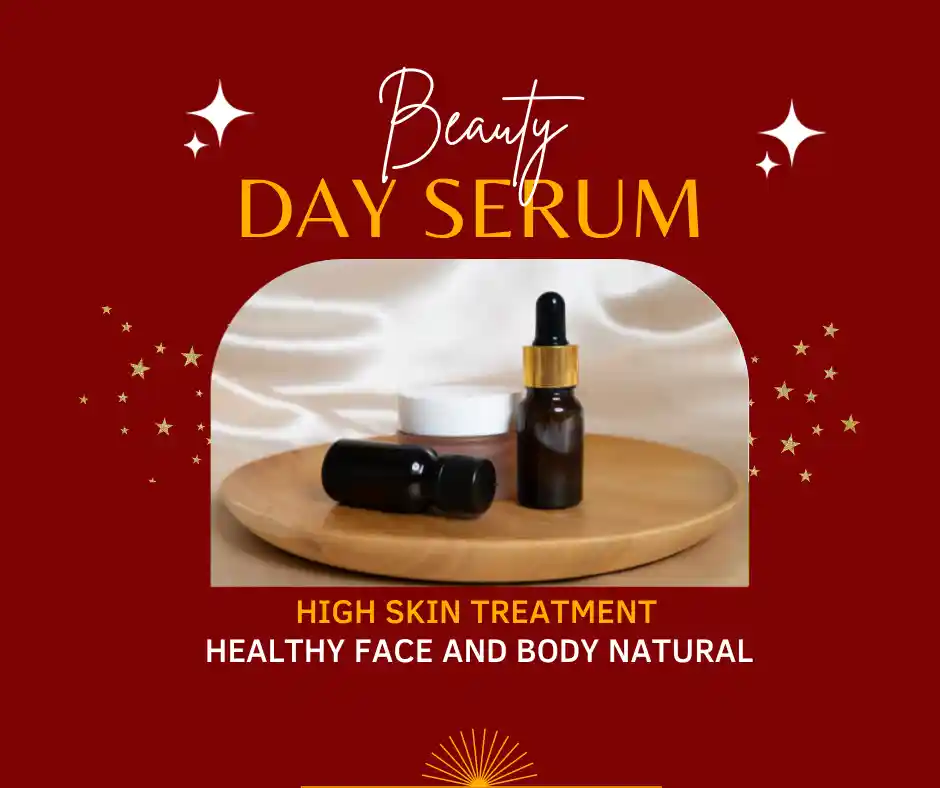 Beauty
DAY SERUM
HIGH SKIN TREATMENT
HEALTHY FACE AND BODY NATURAL